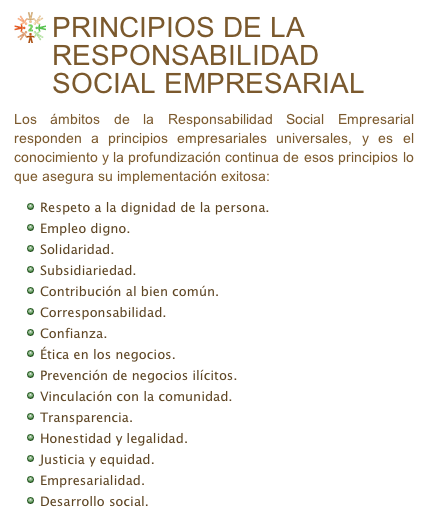 2
PRINCIPIOS DE LA
RESPONSABILIDAD
SOCIAL EMPRESARIAL
Los ámbitos de la Responsabilidad Social Empresarial
responden a principios empresariales universales, y es el
conocimiento y la profundización continua de esos principios lo
que asegura su implementación exitosa:
Respeto a la dignidad de la persona.
Empleo digno.
Solidaridad.
Subsidiariedad.
Contribución al bien común.
Corresponsabilidad.
Confianza.
Ética en los negocios.
Prevención de negocios ilícitos.
Vinculación con la comunidad.
Transparencia.
Honestidad y legalidad.
Justicia y equidad.
Empresarialidad.
Desarrollo social.